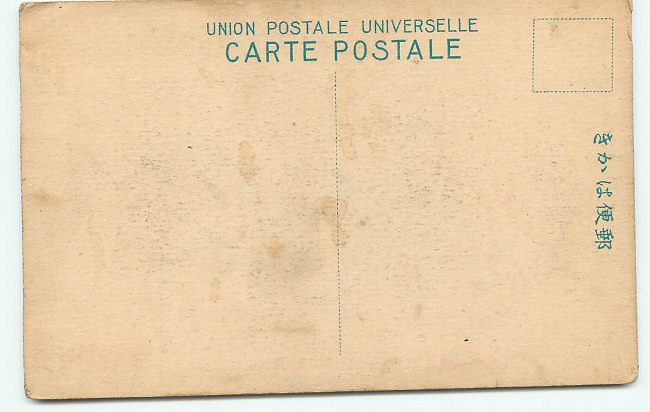 UNION POSTALE UNIVERSELLE
CARTE POSTALE
郵便はかき